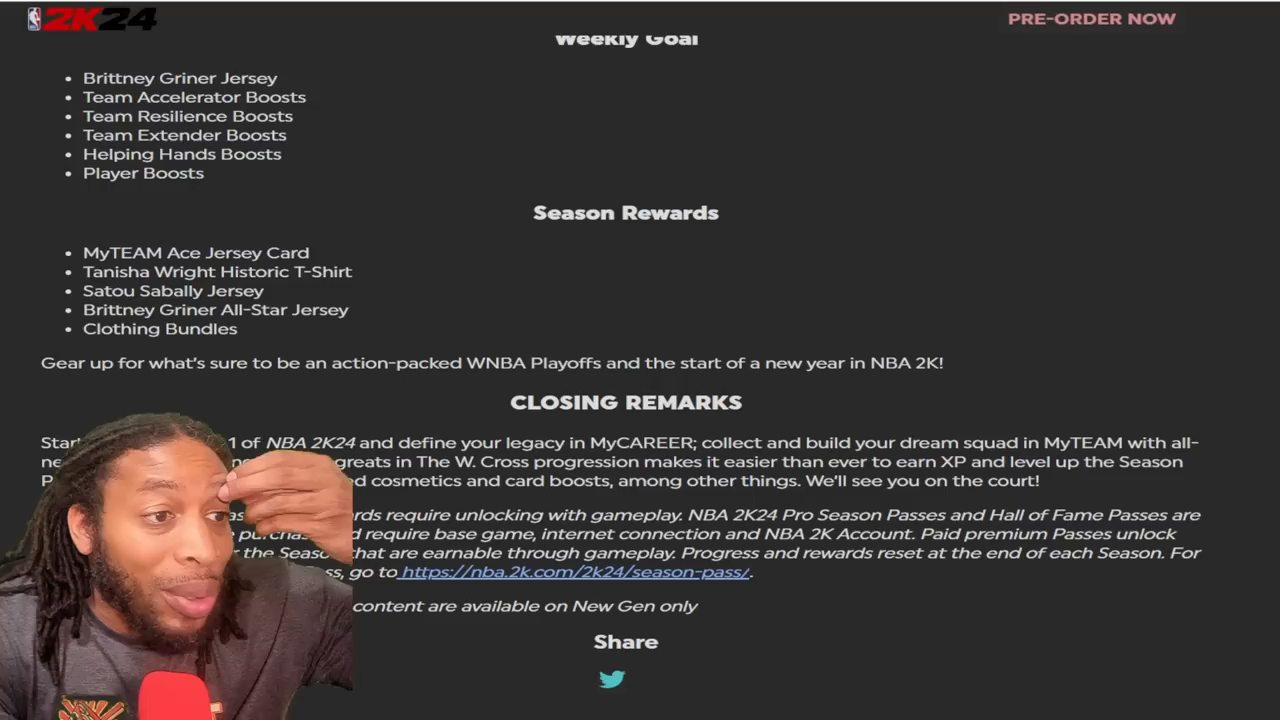 2K24
PRE-ORDER NOW
Weekly Goal
• Brittney Griner Jersey
• Team Accelerator Boosts
• Team Resilience Boosts
• Team Extender Boosts
• Helping Hands Boosts
• Player Boosts
Season Rewards
• MyTEAM Ace Jersey Card
• Tanisha Wright Historic T-Shirt
• Satou Sabally Jersey
• Brittney Griner All-Star Jersey
• Clothing Bundles
Gear up for what's sure to be an action-packed WNBA Playoffs and the start of a new year in NBA 2K!
CLOSING REMARKS
1 of NBA 2K24 and define your legacy in MyCAREER; collect and build your dream squad in MyTEAM with all-
greats in The W. Cross progression makes it easier than ever to earn XP and level up the Season
cosmetics and card boosts, among other things. We'll see you on the court!
require unlocking with gameplay. NBA 2K24 Pro Season Passes and Hall of Fame Passes are
require base game, internet connection and NBA 2K Account. Paid premium Passes unlock
the Season that are earnable through gameplay. Progress and rewards reset at the end of each Season. For
go to https://nba.2k.com/2k24/season-pass/.
content are available on New Gen only
Share